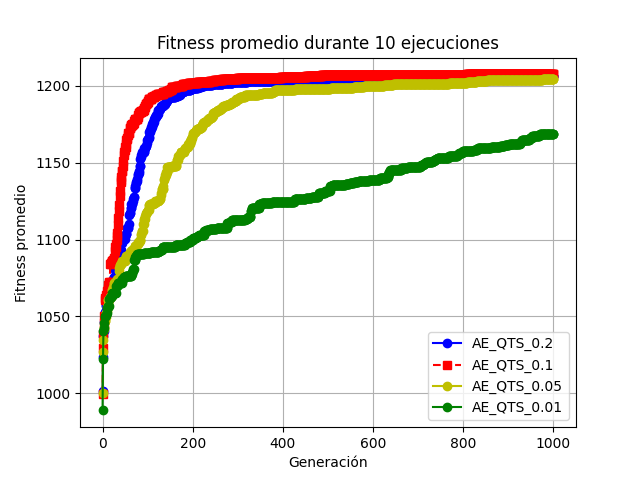 Fitness promedio durante 10 ejecuciones
Fitness promedio
1200
1150
1100
1050
1000
0
200
400
600
800
1000
Generación
AE_QTS_0.2
AE_QTS_0.1
AE_QTS_0.05
AE_QTS_0.01